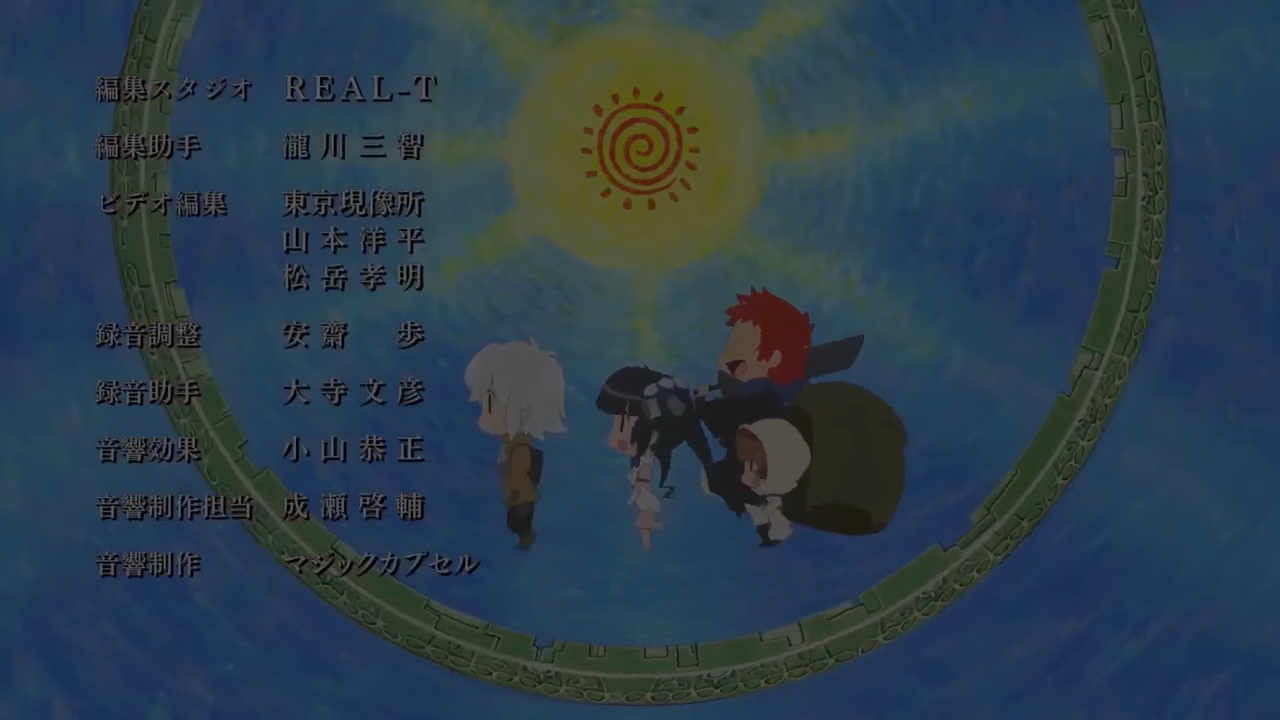 編集スタジオ REAL-T
編集助手 瀧川三智
ビデオ編集 東京現像所
山本洋平
松岳孝明
録音調整 安齋 歩
録音助手 大寺文彦
音響効果 小山恭正
音響制作担当 成瀬啓輔
音響制作 マジックカプセル